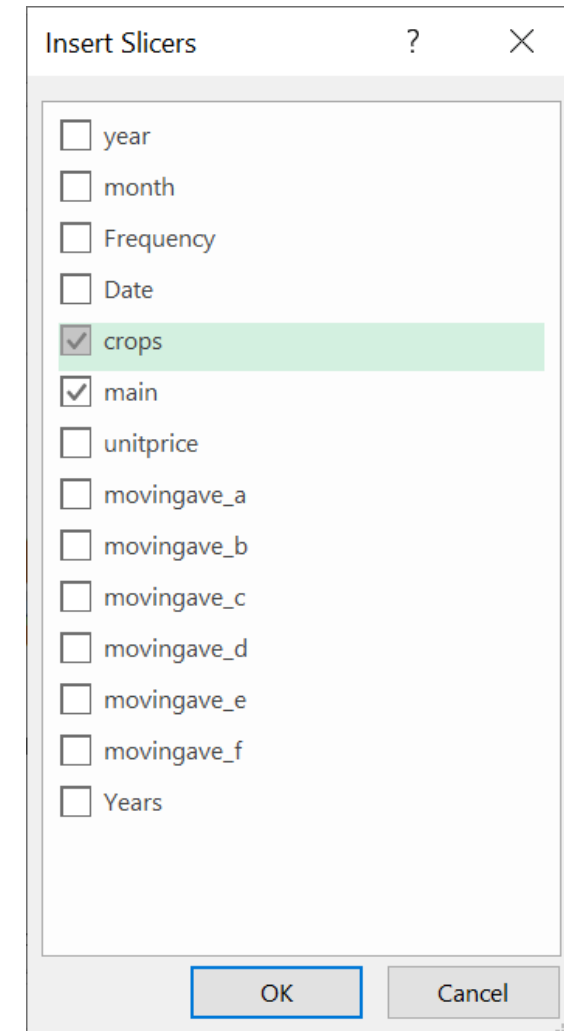 Insert Slicers ?
year
month
Frequency
Date
crops
main
unitprice
movingave_a
movingave_b
movingave_c
movingave_d
movingave_e
movingave_f
Years
OK Cancel